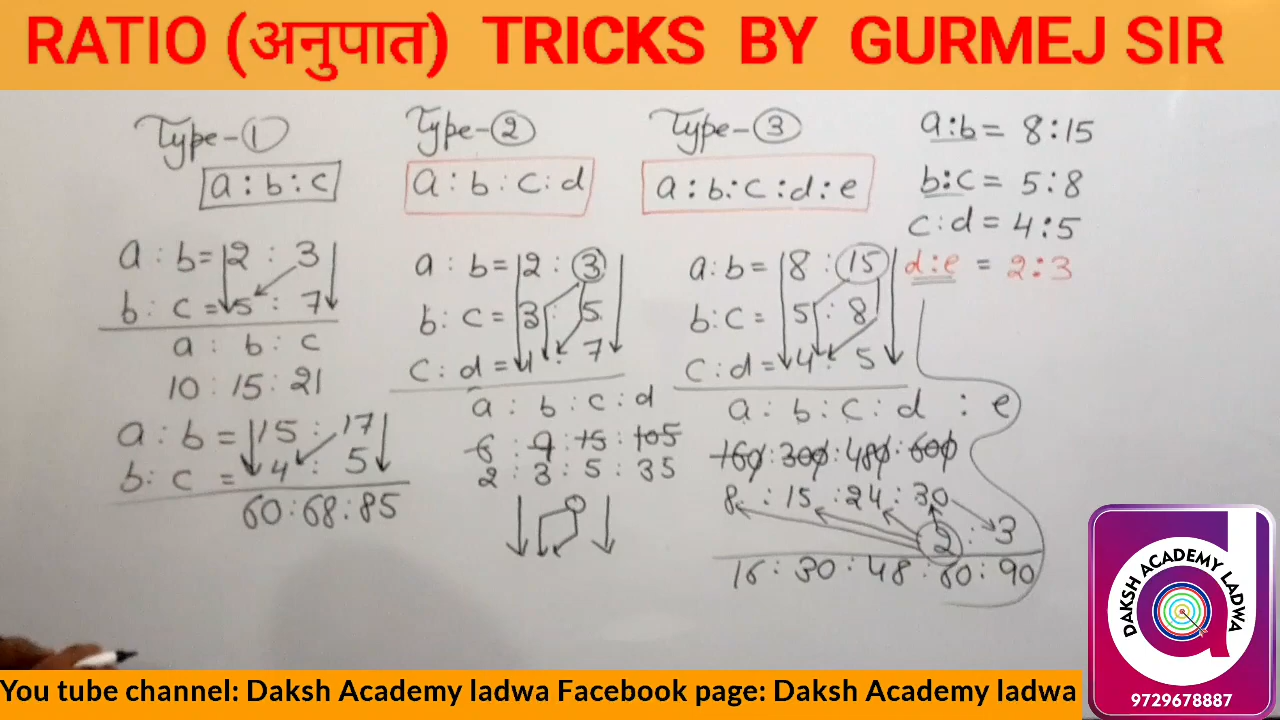 RATIO (अनुपात) TRICKS BY GURMEJ SIR
Type-1
a : b : c
a : b = 2 : 3
b : c = 5 : 7
a : b : c
10 : 15 : 21
a : b = 15 : 17
b : c = 4 : 5
60 : 68 : 85
Type-2
a : b : c : d
a : b = 2 : 3
b : c = 3 : 5
c : d = 1 : 7
a : b : c : d
6 : 9 : 15 : 105
2 : 3 : 5 : 35
Type-3
a : b : c : d : e
a : b = 8 : 15
b : c = 5 : 8
c : d = 4 : 5
a : b : c : d : e
160 : 300 : 480 : 600
8 : 15 : 24 : 30
2 : 3
16 : 30 : 48 : 60 : 90
a : b = 8 : 15
b : c = 5 : 8
c : d = 4 : 5
d : e = 2 : 3
DAKSH ACADEMY LADWA
9729678887
You tube channel: Daksh Academy ladwa Facebook page: Daksh Academy ladwa